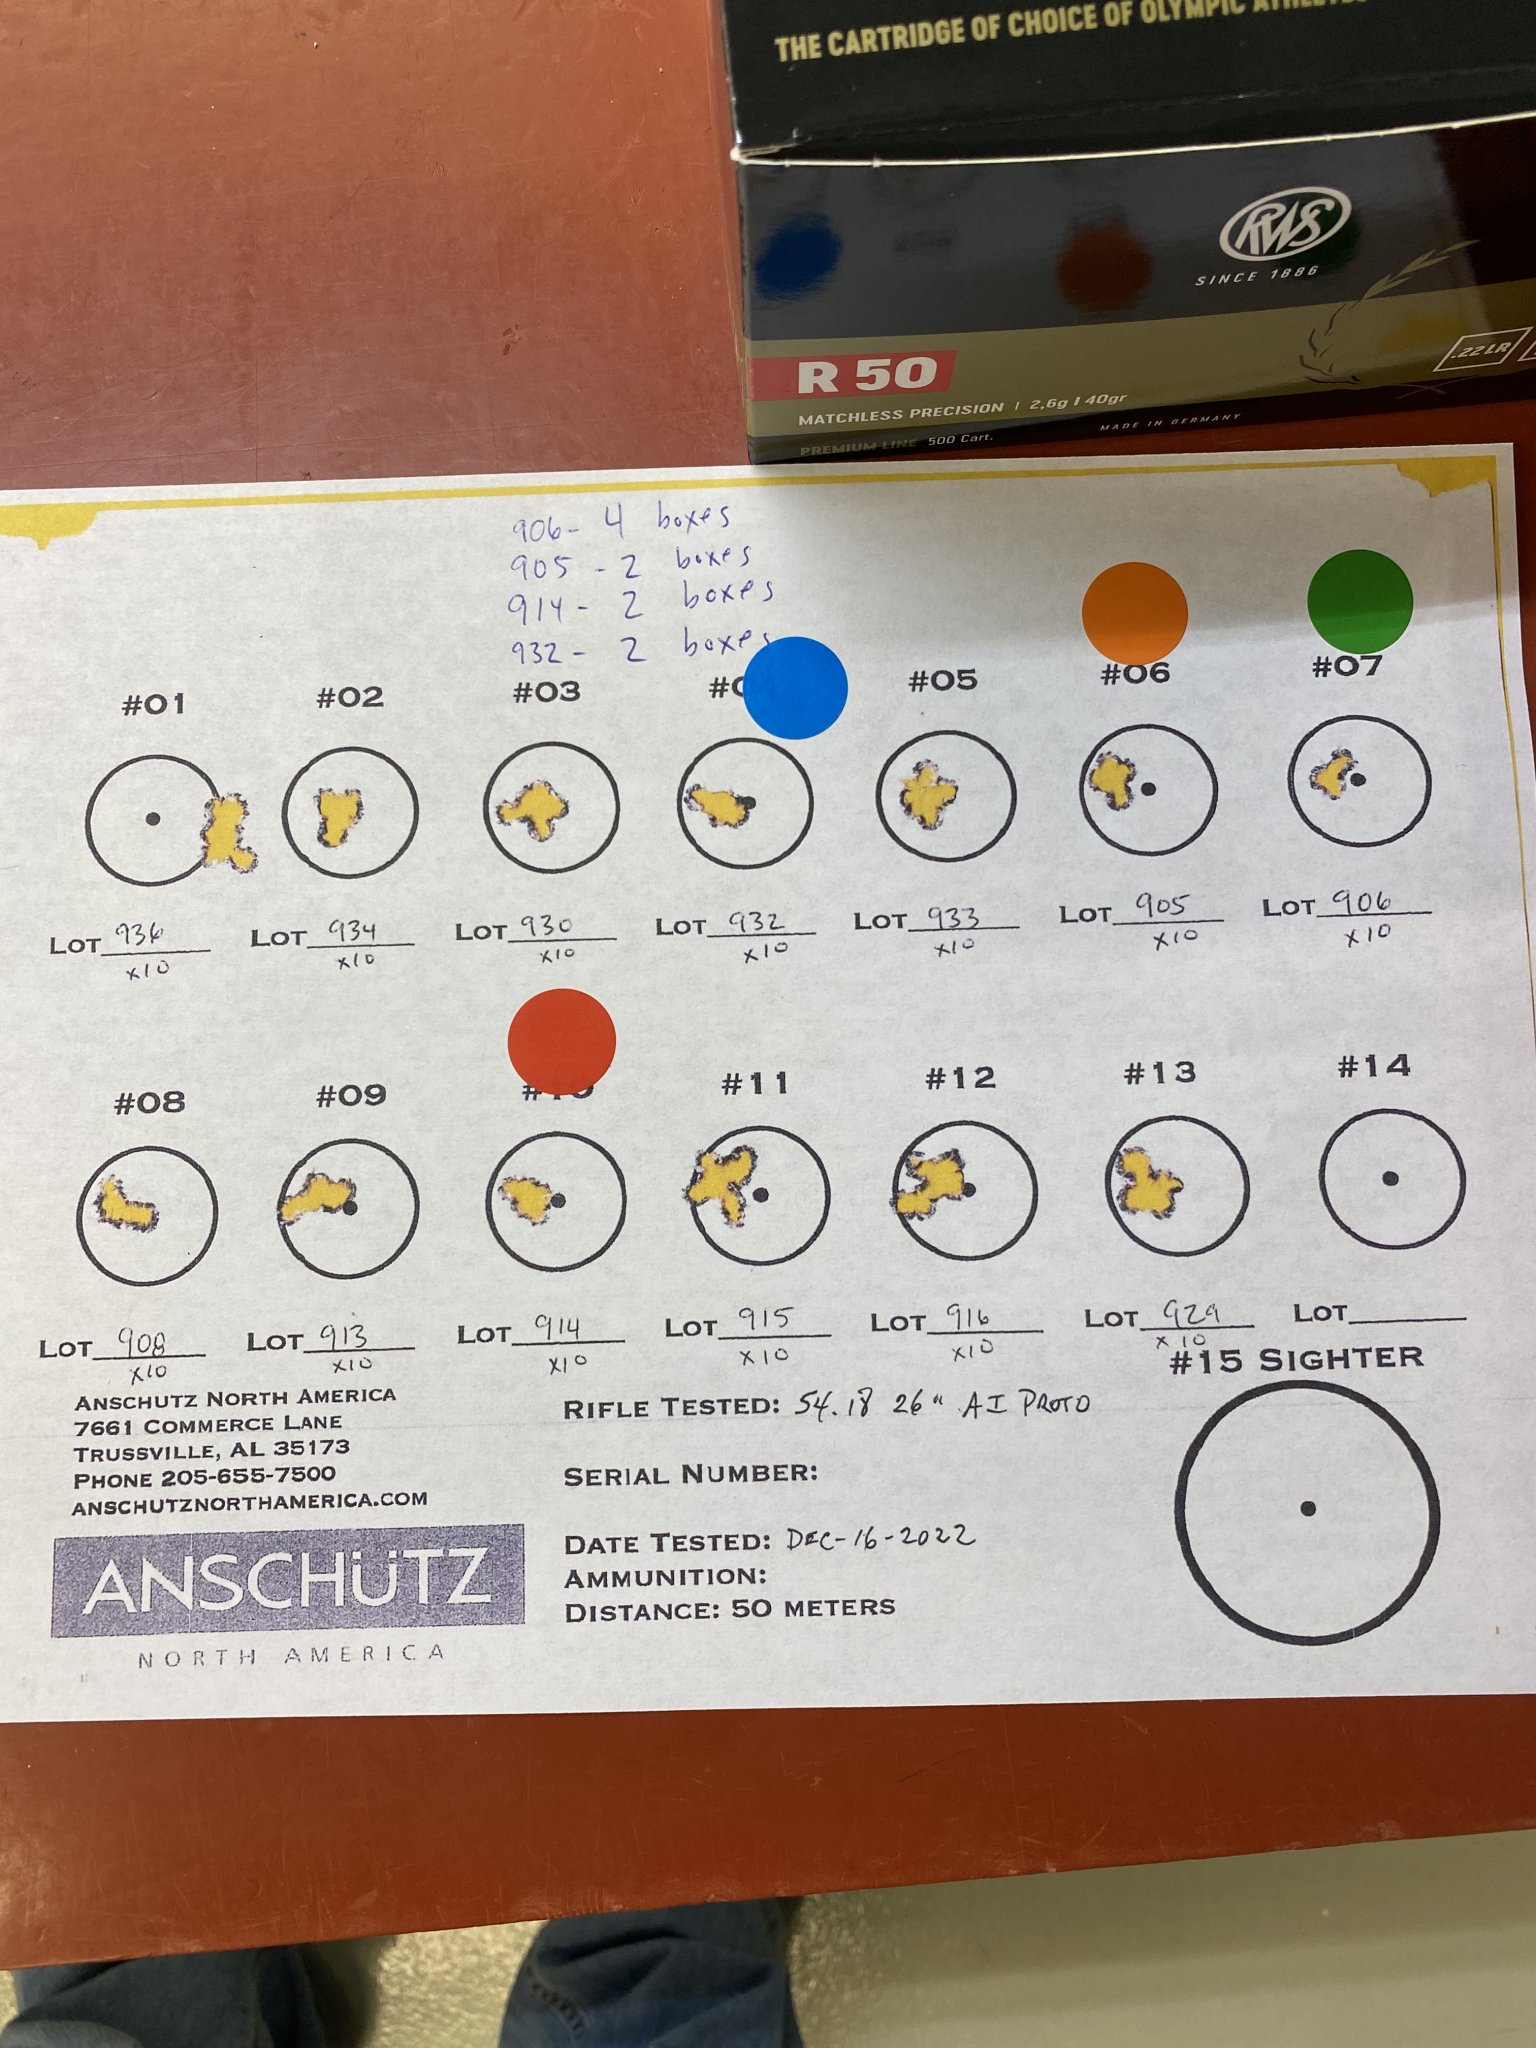 THE CARTRIDGE OF CHOICE OF OLYMPIC
RWS
SINCE 1886
R 50
.22LR
MATCHLESS PRECISION | 2,6g | 40gr
MADE IN GERMANY
PREMIUM LINE 500 Cart.
906- 4 boxes
905 - 2 boxes
914- 2 boxes
932- 2 boxes
#01 #02 #03 #05 #06 #07
LOT 936 LOT 934 LOT 930 LOT 932 LOT 933 LOT 905 LOT 906
x10 x10 x10 x10 x10 x10 x10
#08 #09 #10 #11 #12 #13 #14
LOT 908 LOT 913 LOT 914 LOT 915 LOT 916 LOT 929 LOT
x10 x10 x10 x10 x10 x10
#15 SIGHTER
ANSCHUTZ NORTH AMERICA
7661 COMMERCE LANE
TRUSSVILLE, AL 35173
PHONE 205-655-7500
ANSCHUTZNORTHAMERICA.COM
ANSCHÜTZ
NORTH AMERICA
RIFLE TESTED: 54.18 26" AI PROTO
SERIAL NUMBER:
DATE TESTED: DEC-16-2022
AMMUNITION:
DISTANCE: 50 METERS